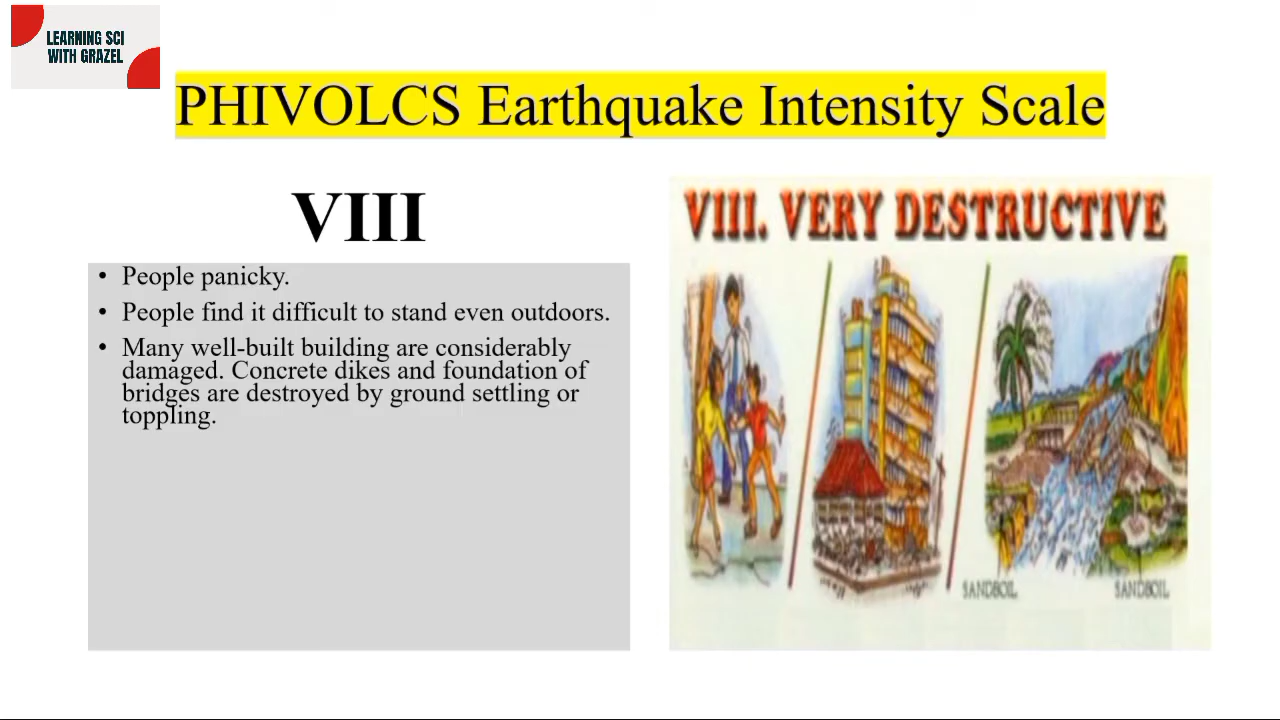 LEARNING SCI
WITH GRAZEL
PHIVOLCS Earthquake Intensity Scale
VIII
• People panicky.
• People find it difficult to stand even outdoors.
• Many well-built building are considerably
damaged. Concrete dikes and foundation of
bridges are destroyed by ground settling or
toppling.
VIII. VERY DESTRUCTIVE
SANDBOIL
SANDBOIL